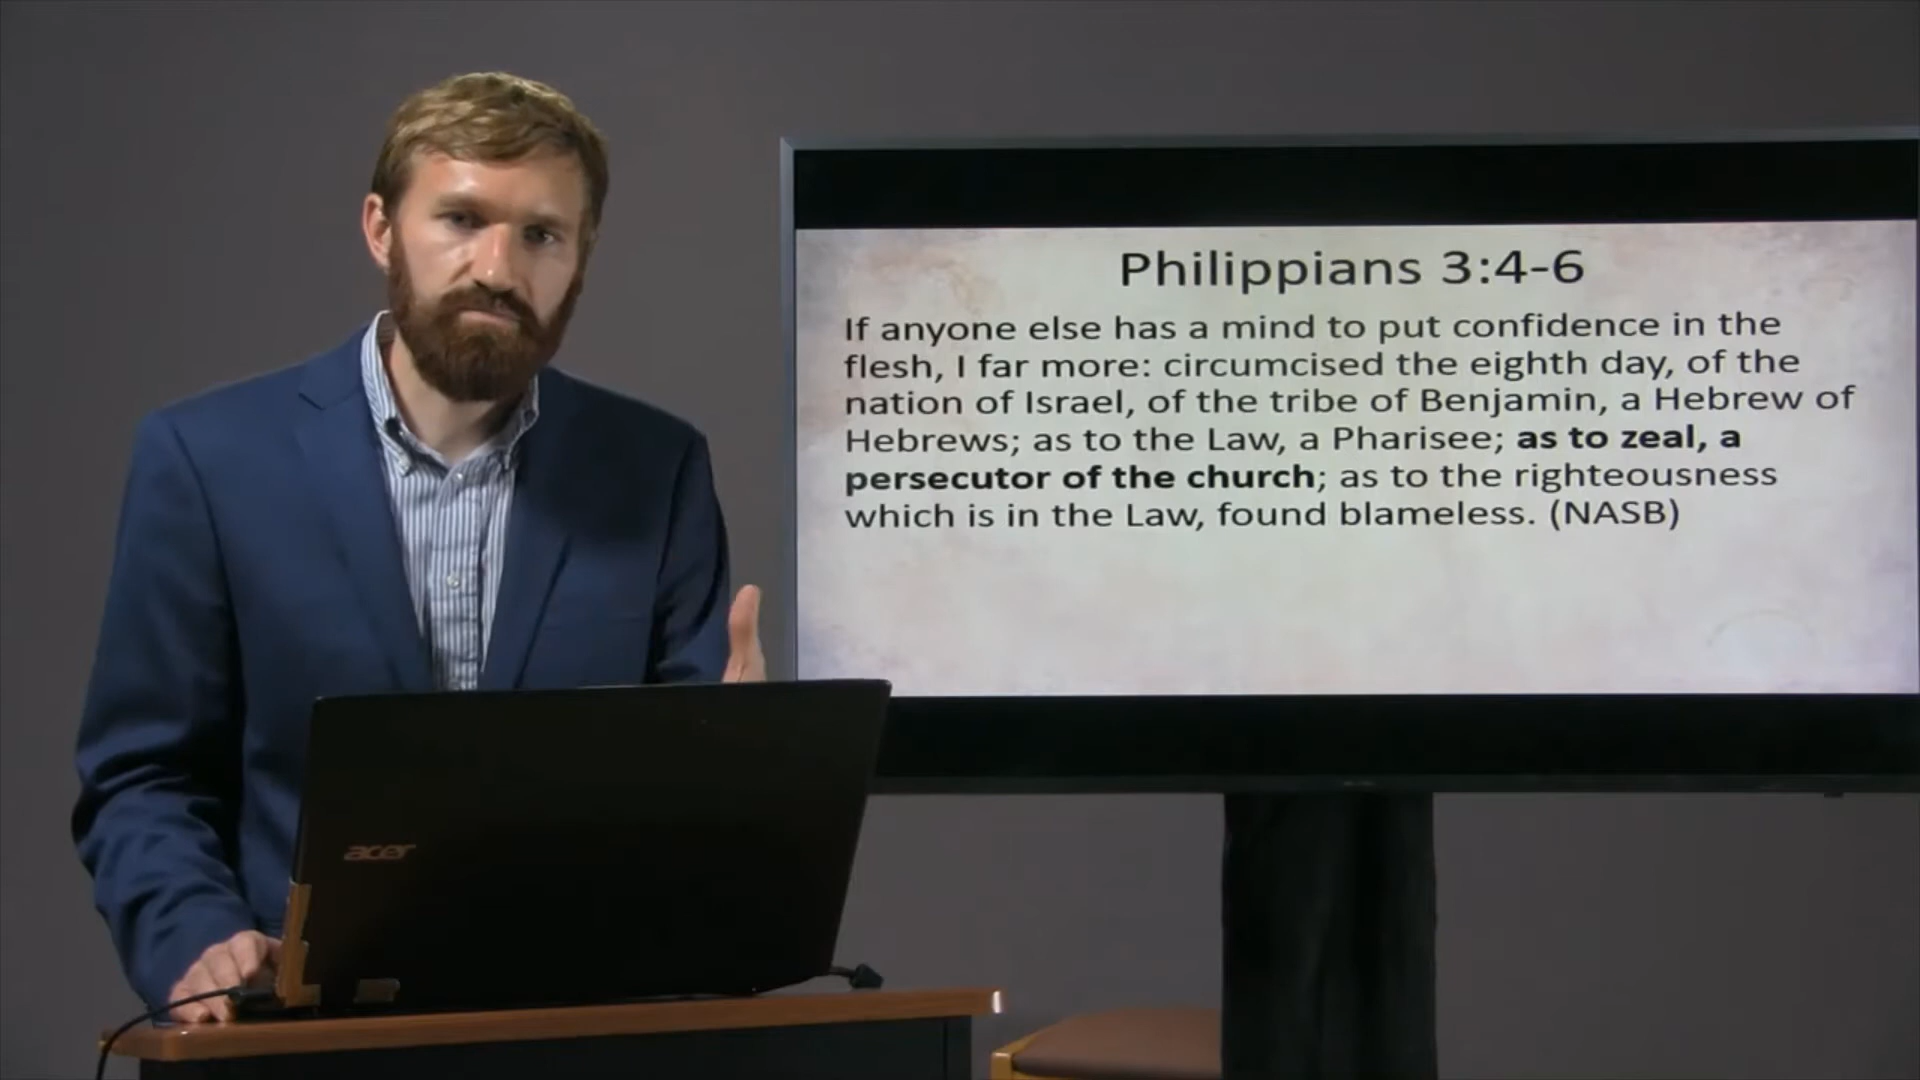 Philippians 3:4-6
If anyone else has a mind to put confidence in the
flesh, I far more: circumcised the eighth day, of the
nation of Israel, of the tribe of Benjamin, a Hebrew of
Hebrews; as to the Law, a Pharisee; as to zeal, a
persecutor of the church; as to the righteousness
which is in the Law, found blameless. (NASB)
acer